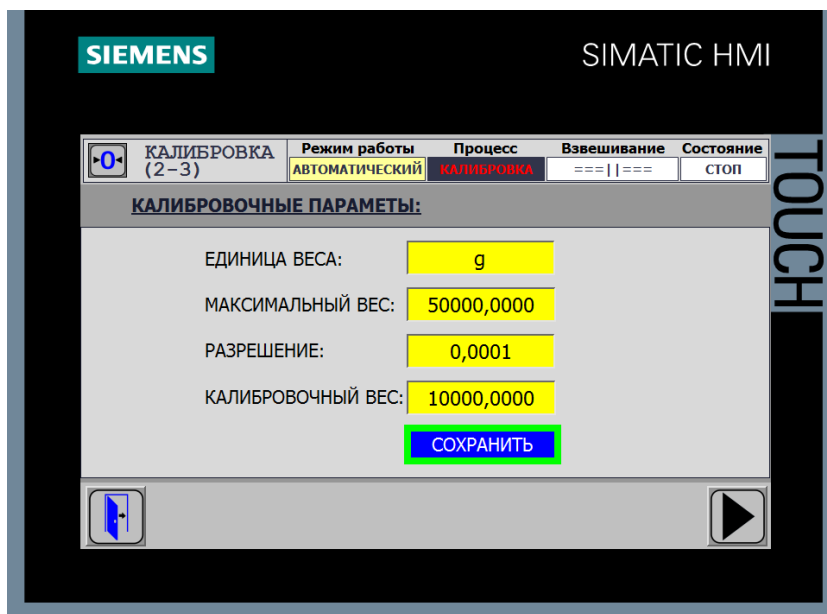 SIEMENS
SIMATIC HMI
TOUCH
0
КАЛИБРОВКА
(2-3)
Режим работы Процесс Взвешивание Состояние
АВТОМАТИЧЕСКИЙ КАЛИБРОВКА ===||=== СТОП
КАЛИБРОВОЧНЫЕ ПАРАМЕТЫ:
ЕДИНИЦА ВЕСА: g
МАКСИМАЛЬНЫЙ ВЕС: 50000,0000
РАЗРЕШЕНИЕ: 0,0001
КАЛИБРОВОЧНЫЙ ВЕС: 10000,0000
СОХРАНИТЬ